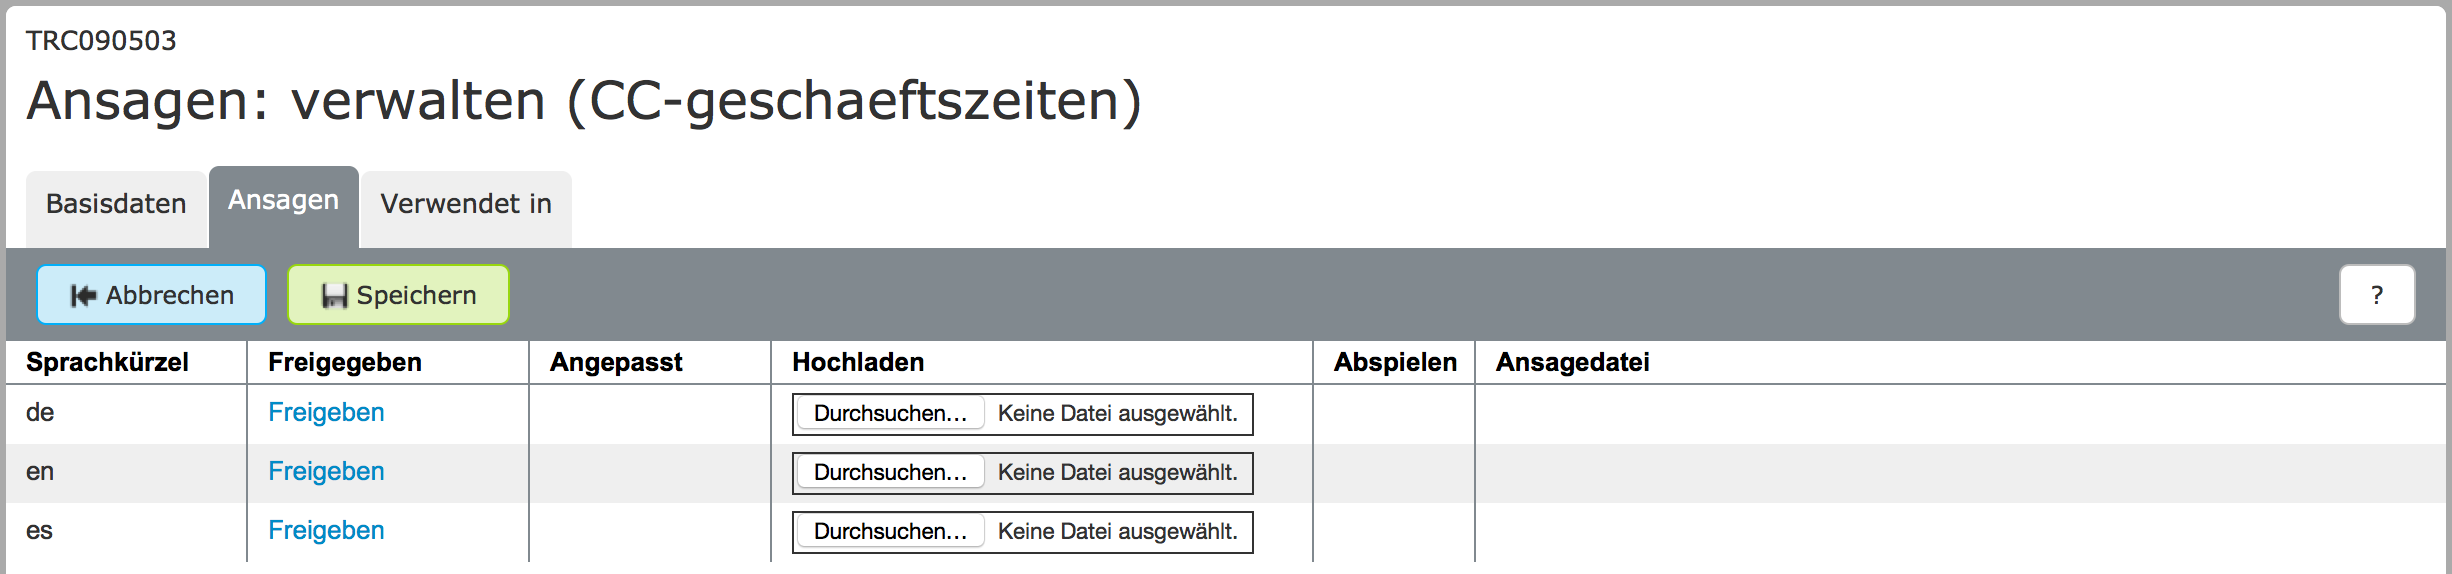 TRC090503
Ansagen: verwalten (CC-geschaeftszeiten)
Basisdaten Ansagen Verwendet in
Abbrechen Speichern ?
Sprachkürzel Freigegeben Angepasst Hochladen Abspielen Ansagedatei
de Freigeben Durchsuchen... Keine Datei ausgewählt.
en Freigeben Durchsuchen... Keine Datei ausgewählt.
es Freigeben Durchsuchen... Keine Datei ausgewählt.